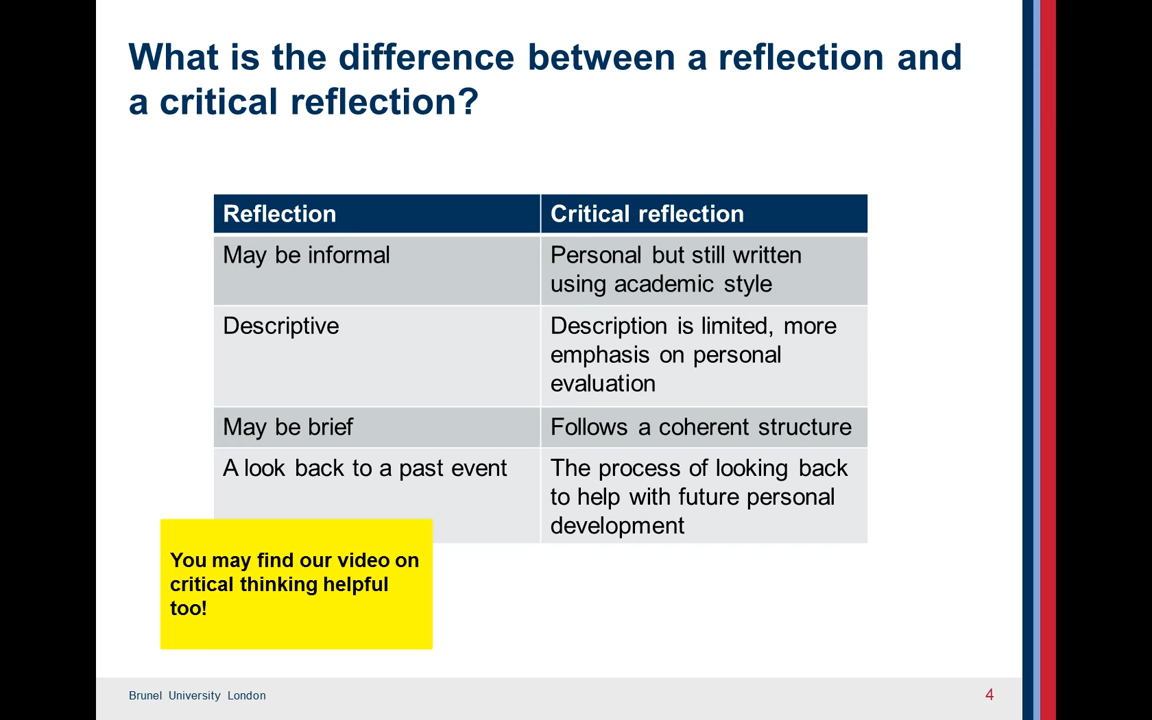 What is the difference between a reflection and
a critical reflection?
Reflection
Critical reflection
May be informal
Personal but still written
using academic style
Descriptive
Description is limited, more
emphasis on personal
evaluation
May be brief
Follows a coherent structure
A look back to a past event
The process of looking back
to help with future personal
development
You may find our video on
critical thinking helpful
too!
Brunel University London
4